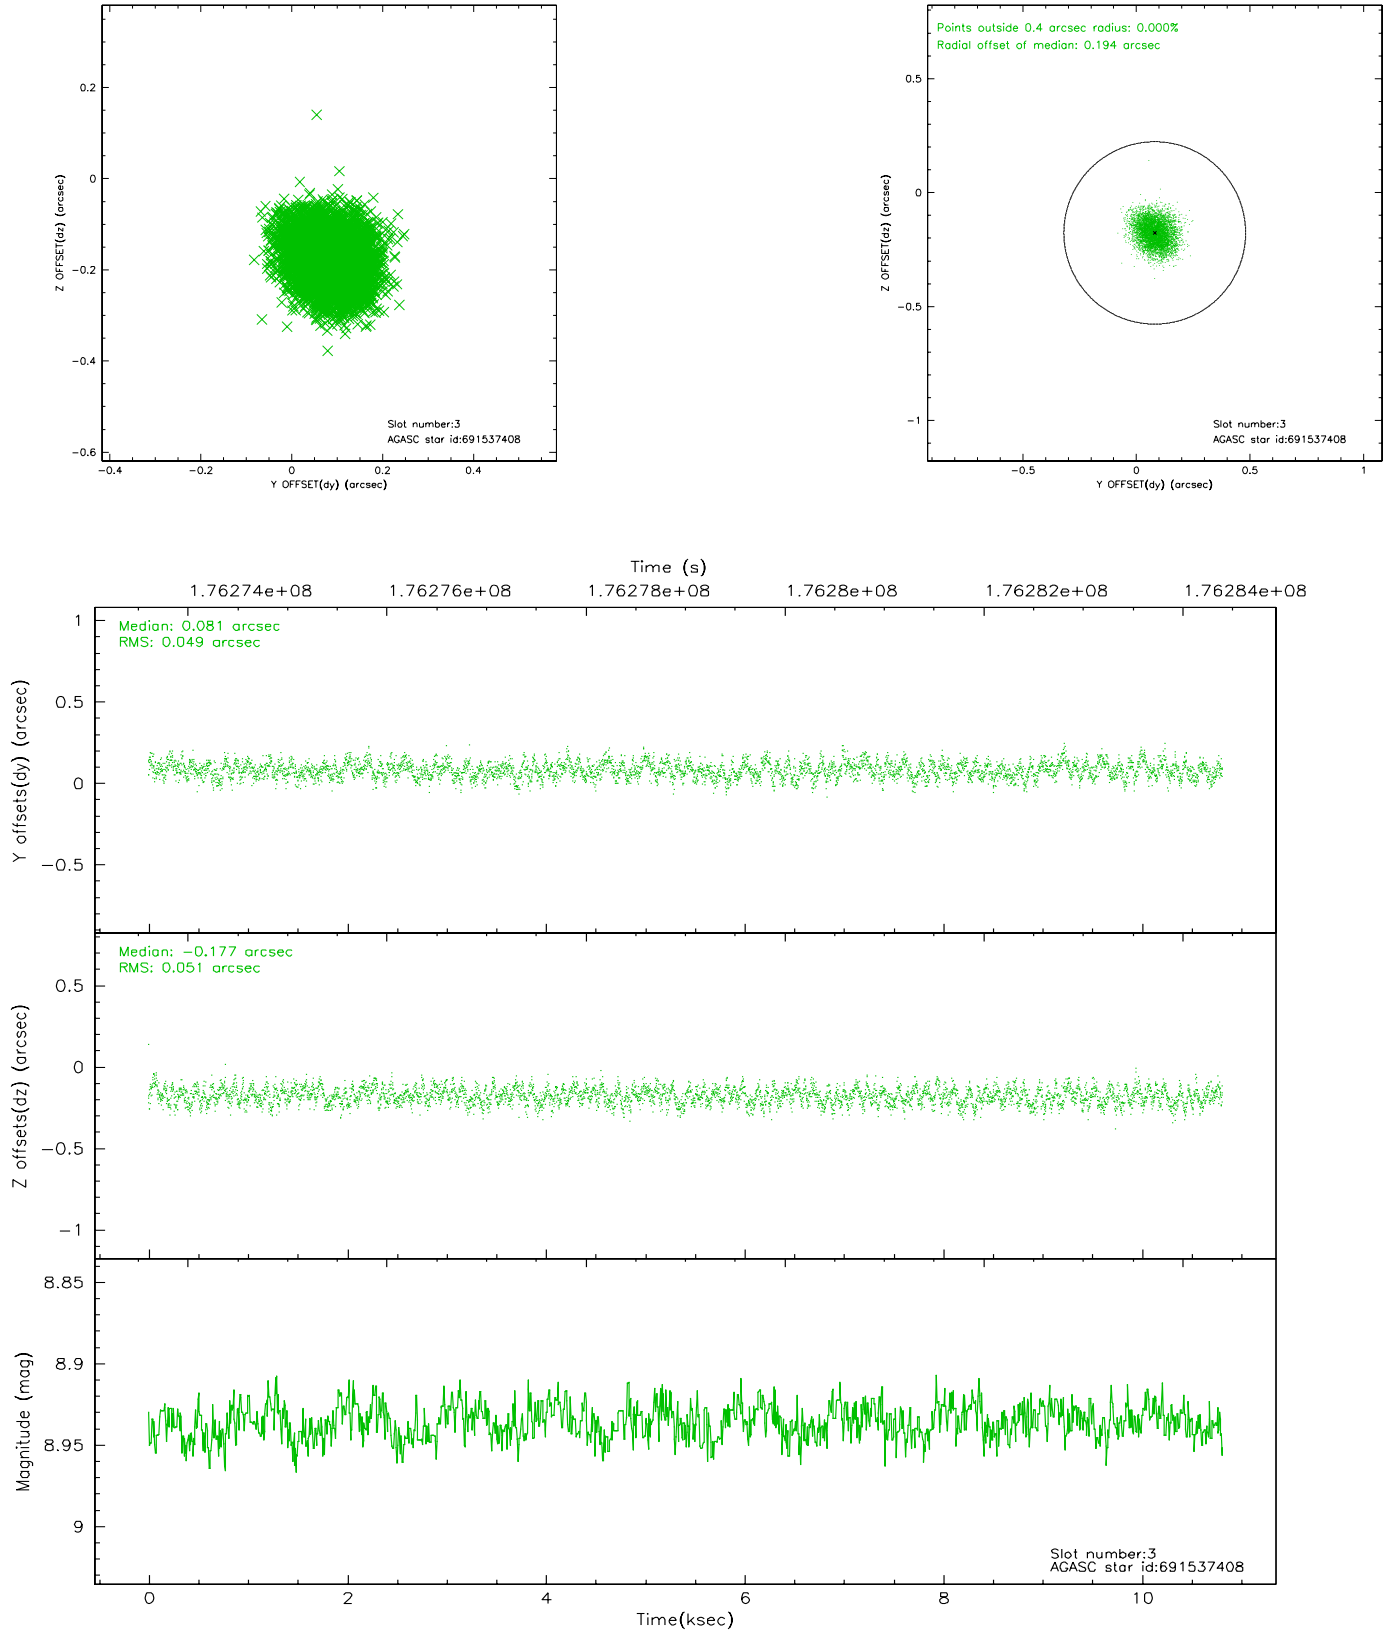 0.2
0
−0.2
−0.4
−0.6
Z OFFSET(dz) (arcsec)
−0.4
−0.2
0
0.2
0.4
Y OFFSET(dy) (arcsec)
Slot number:3
AGASC star id:691537408
Points outside 0.4 arcsec radius: 0.000%
Radial offset of median: 0.194 arcsec
0.5
0
−0.5
−1
Z OFFSET(dz) (arcsec)
−0.5
0
0.5
1
Y OFFSET(dy) (arcsec)
Slot number:3
AGASC star id:691537408
Time (s)
1.76274e+08
1.76276e+08
1.76278e+08
1.7628e+08
1.76282e+08
1.76284e+08
Median: 0.081 arcsec
RMS: 0.049 arcsec
1
0.5
0
−0.5
Y offsets(dy) (arcsec)
Median: −0.177 arcsec
RMS: 0.051 arcsec
0.5
0
−0.5
−1
Z offsets(dz) (arcsec)
8.85
8.9
8.95
9
Magnitude (mag)
Slot number:3
AGASC star id:691537408
0
2
4
6
8
10
Time(ksec)